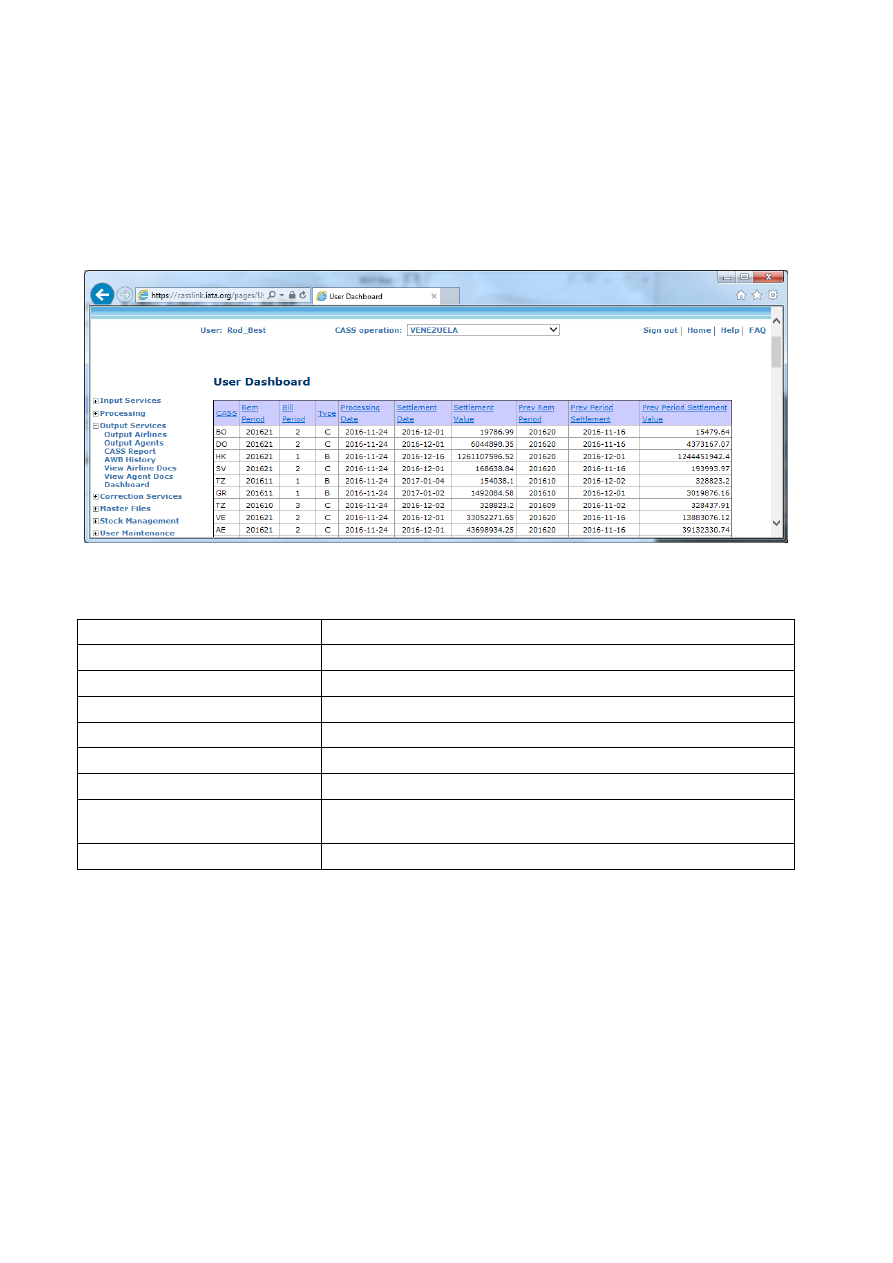 https://casslink.iata.org/pages/U
User Dashboard
User: Rod_Best CASS operation: VENEZUELA Sign out | Home | Help | FAQ
User Dashboard
Input Services
Processing
Output Services
Output Airlines
Output Agents
CASS Report
AWB History
View Airline Docs
View Agent Docs
Dashboard
Correction Services
Master Files
Stock Management
User Maintenance
CASS Rem Period Bill Period Type Processing Date Settlement Date Settlement Value Prev Rem Period Prev Period Settlement Prev Period Settlement Value
BO 201621 2 C 2016-11-24 2016-12-01 19786.99 201620 2016-11-16 15479.64
DO 201621 2 C 2016-11-24 2016-12-01 6044898.35 201620 2016-11-16 4373167.07
HK 201621 1 B 2016-11-24 2016-12-16 1261107596.52 201620 2016-12-01 1244451942.4
SV 201621 2 C 2016-11-24 2016-12-01 168638.84 201620 2016-11-16 193993.97
TZ 201611 1 B 2016-11-24 2017-01-04 154038.1 201610 2016-12-02 328823.2
GR 201611 1 B 2016-11-24 2017-01-02 1492084.58 201610 2016-12-01 3019876.16
TZ 201610 3 C 2016-11-24 2016-12-02 328823.2 201609 2016-11-02 328437.91
VE 201621 2 C 2016-11-24 2016-12-01 33052271.65 201620 2016-11-16 13883076.12
AE 201621 2 C 2016-11-24 2016-12-01 43698934.25 201620 2016-11-16 39132330.74